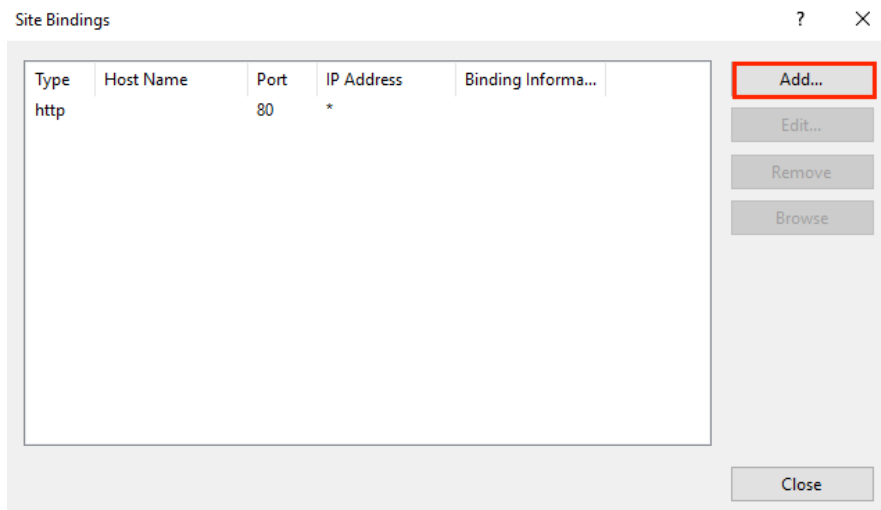 Site Bindings ? ×
Type Host Name Port IP Address Binding Informa... Add...
http 80 *
Edit...
Remove
Browse
Close